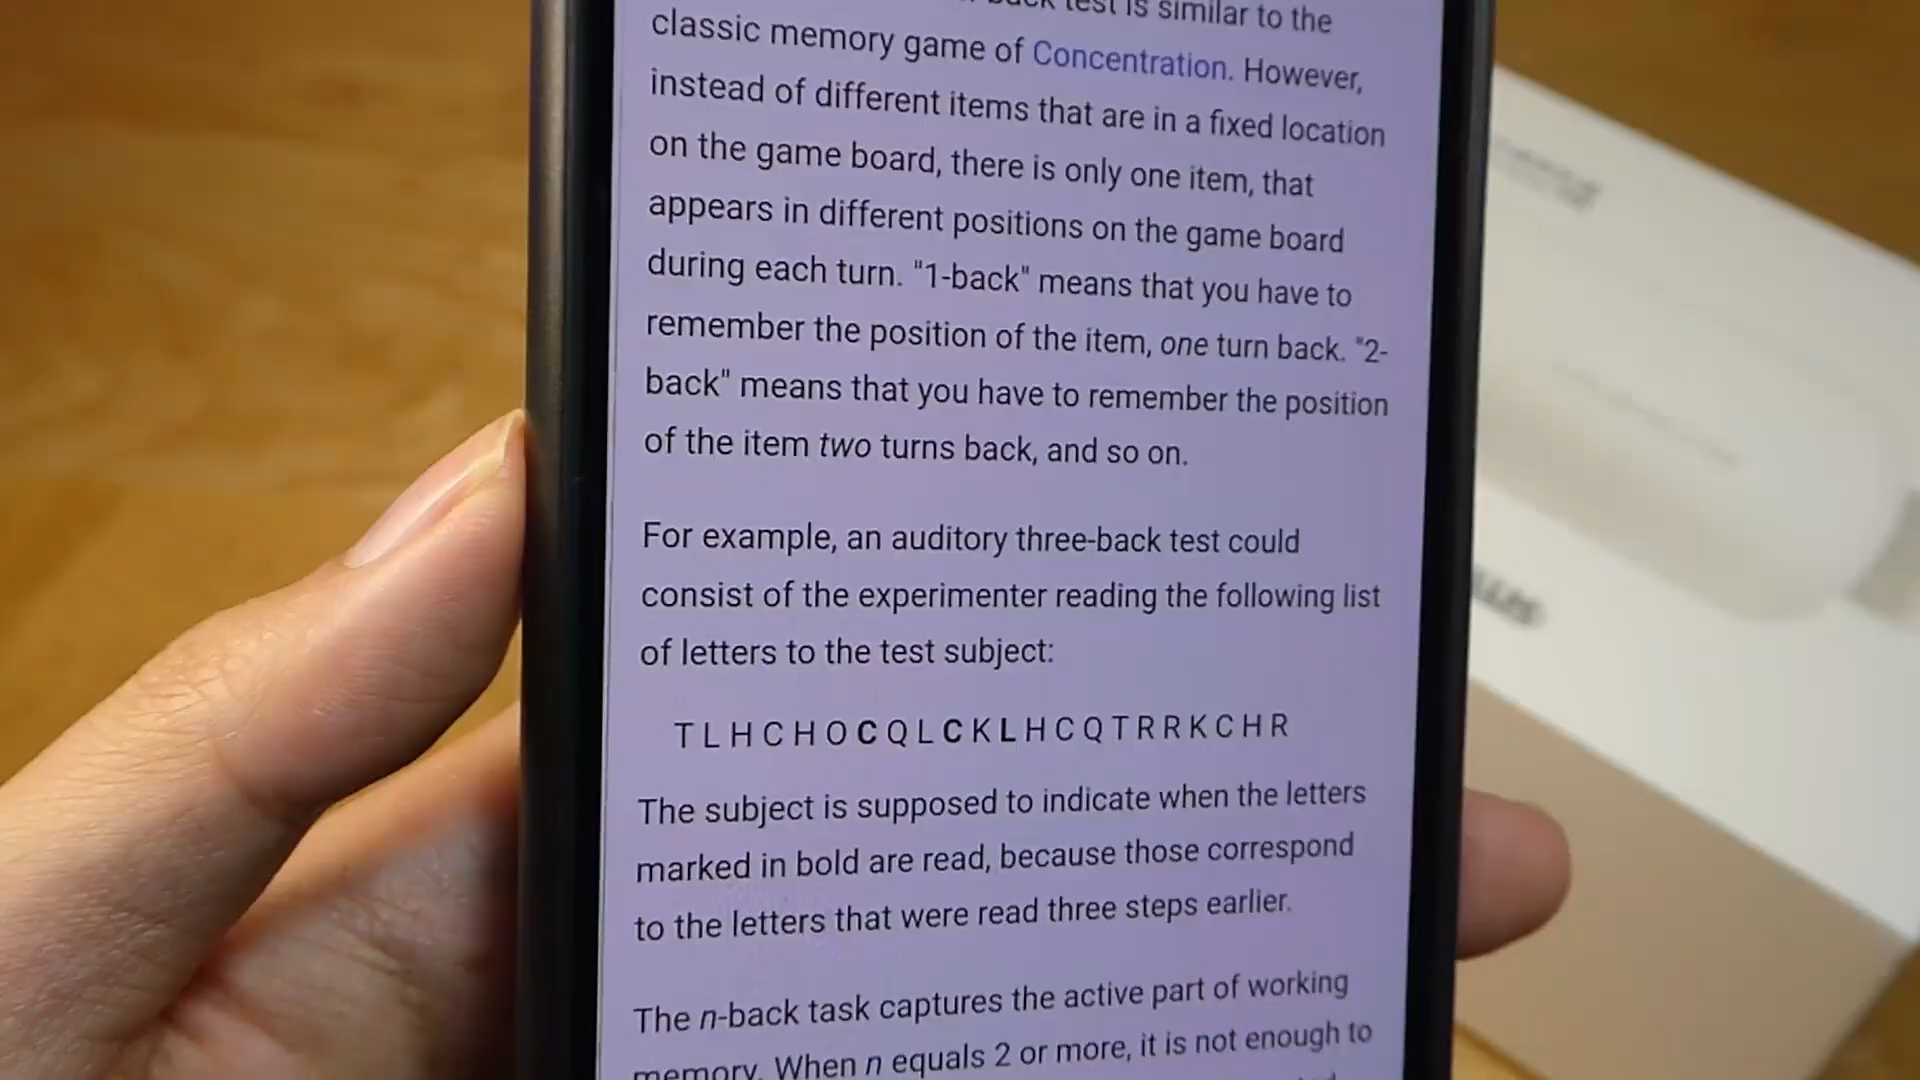 back test is similar to the
classic memory game of Concentration. However,
instead of different items that are in a fixed location
on the game board, there is only one item, that
appears in different positions on the game board
during each turn. "1-back" means that you have to
remember the position of the item, one turn back. "2-
back" means that you have to remember the position
of the item two turns back, and so on.
For example, an auditory three-back test could
consist of the experimenter reading the following list
of letters to the test subject:
T L H C H O C Q L C K L H C Q T R R K C H R
The subject is supposed to indicate when the letters
marked in bold are read, because those correspond
to the letters that were read three steps earlier.
The n-back task captures the active part of working
memory. When n equals 2 or more, it is not enough to